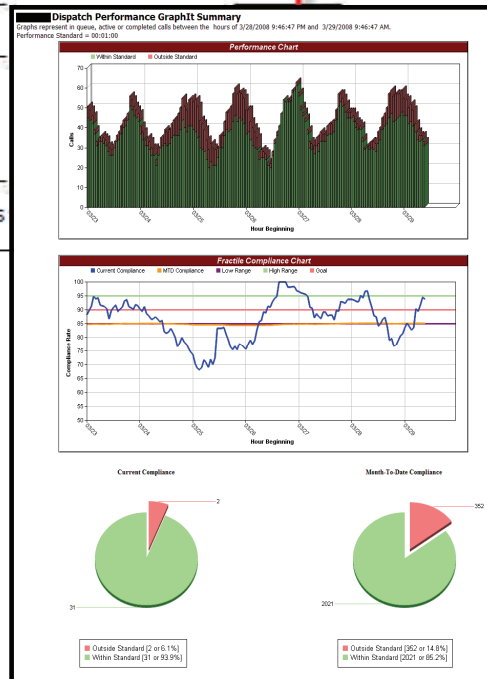 Dispatch Performance GraphIt Summary
Graphs represent in queue, active or completed calls between the hours of 3/28/2008 9:46:47 PM and 3/29/2008 9:46:47 AM.
Performance Standard = 00:01:00
Performance Chart
Within Standard Outside Standard
70
60
50
40
30
20
10
0
Calls
03/23 03/24 03/25 03/26 03/27 03/28 03/29
Hour Beginning
Fractile Compliance Chart
Current Compliance MTD Compliance Low Range High Range Goal
100
95
90
85
80
75
70
65
60
55
50
Compliance Rate
03/23 03/24 03/25 03/26 03/27 03/28 03/29
Hour Beginning
Current Compliance Month-To-Date Compliance
2
352
31
2021
Outside Standard [2 or 6.1%]
Within Standard [31 or 93.9%]
Outside Standard [352 or 14.8%]
Within Standard [2021 or 85.2%]